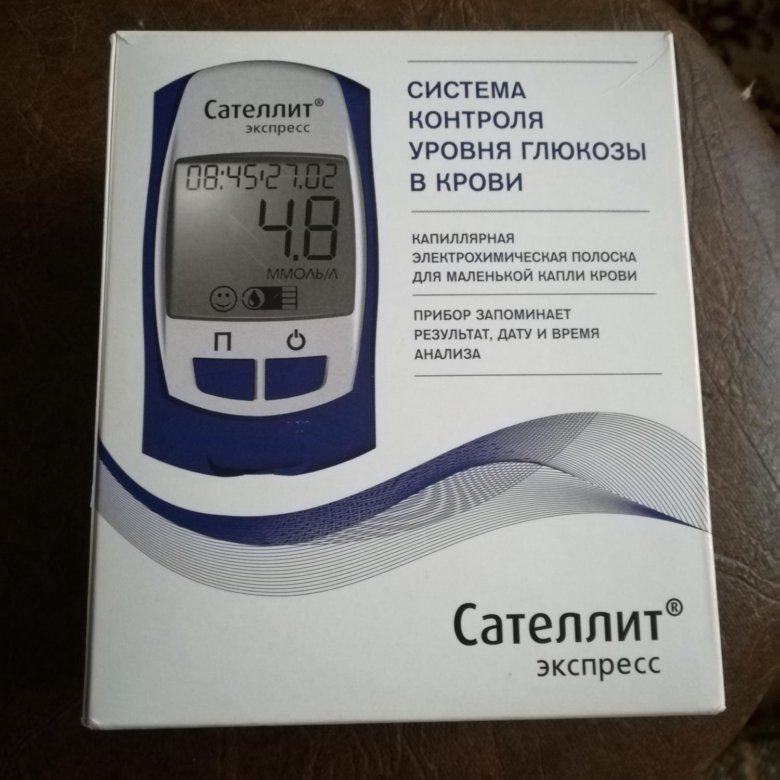 Сателлит®
экспресс
08:45:27.02
4.8
ММОЛЬ/Л
П
СИСТЕМА
КОНТРОЛЯ
УРОВНЯ ГЛЮКОЗЫ
В КРОВИ
КАПИЛЛЯРНАЯ
ЭЛЕКТРОХИМИЧЕСКАЯ ПОЛОСКА
ДЛЯ МАЛЕНЬКОЙ КАПЛИ КРОВИ
ПРИБОР ЗАПОМИНАЕТ
РЕЗУЛЬТАТ, ДАТУ И ВРЕМЯ
АНАЛИЗА
Сателлит®
экспресс